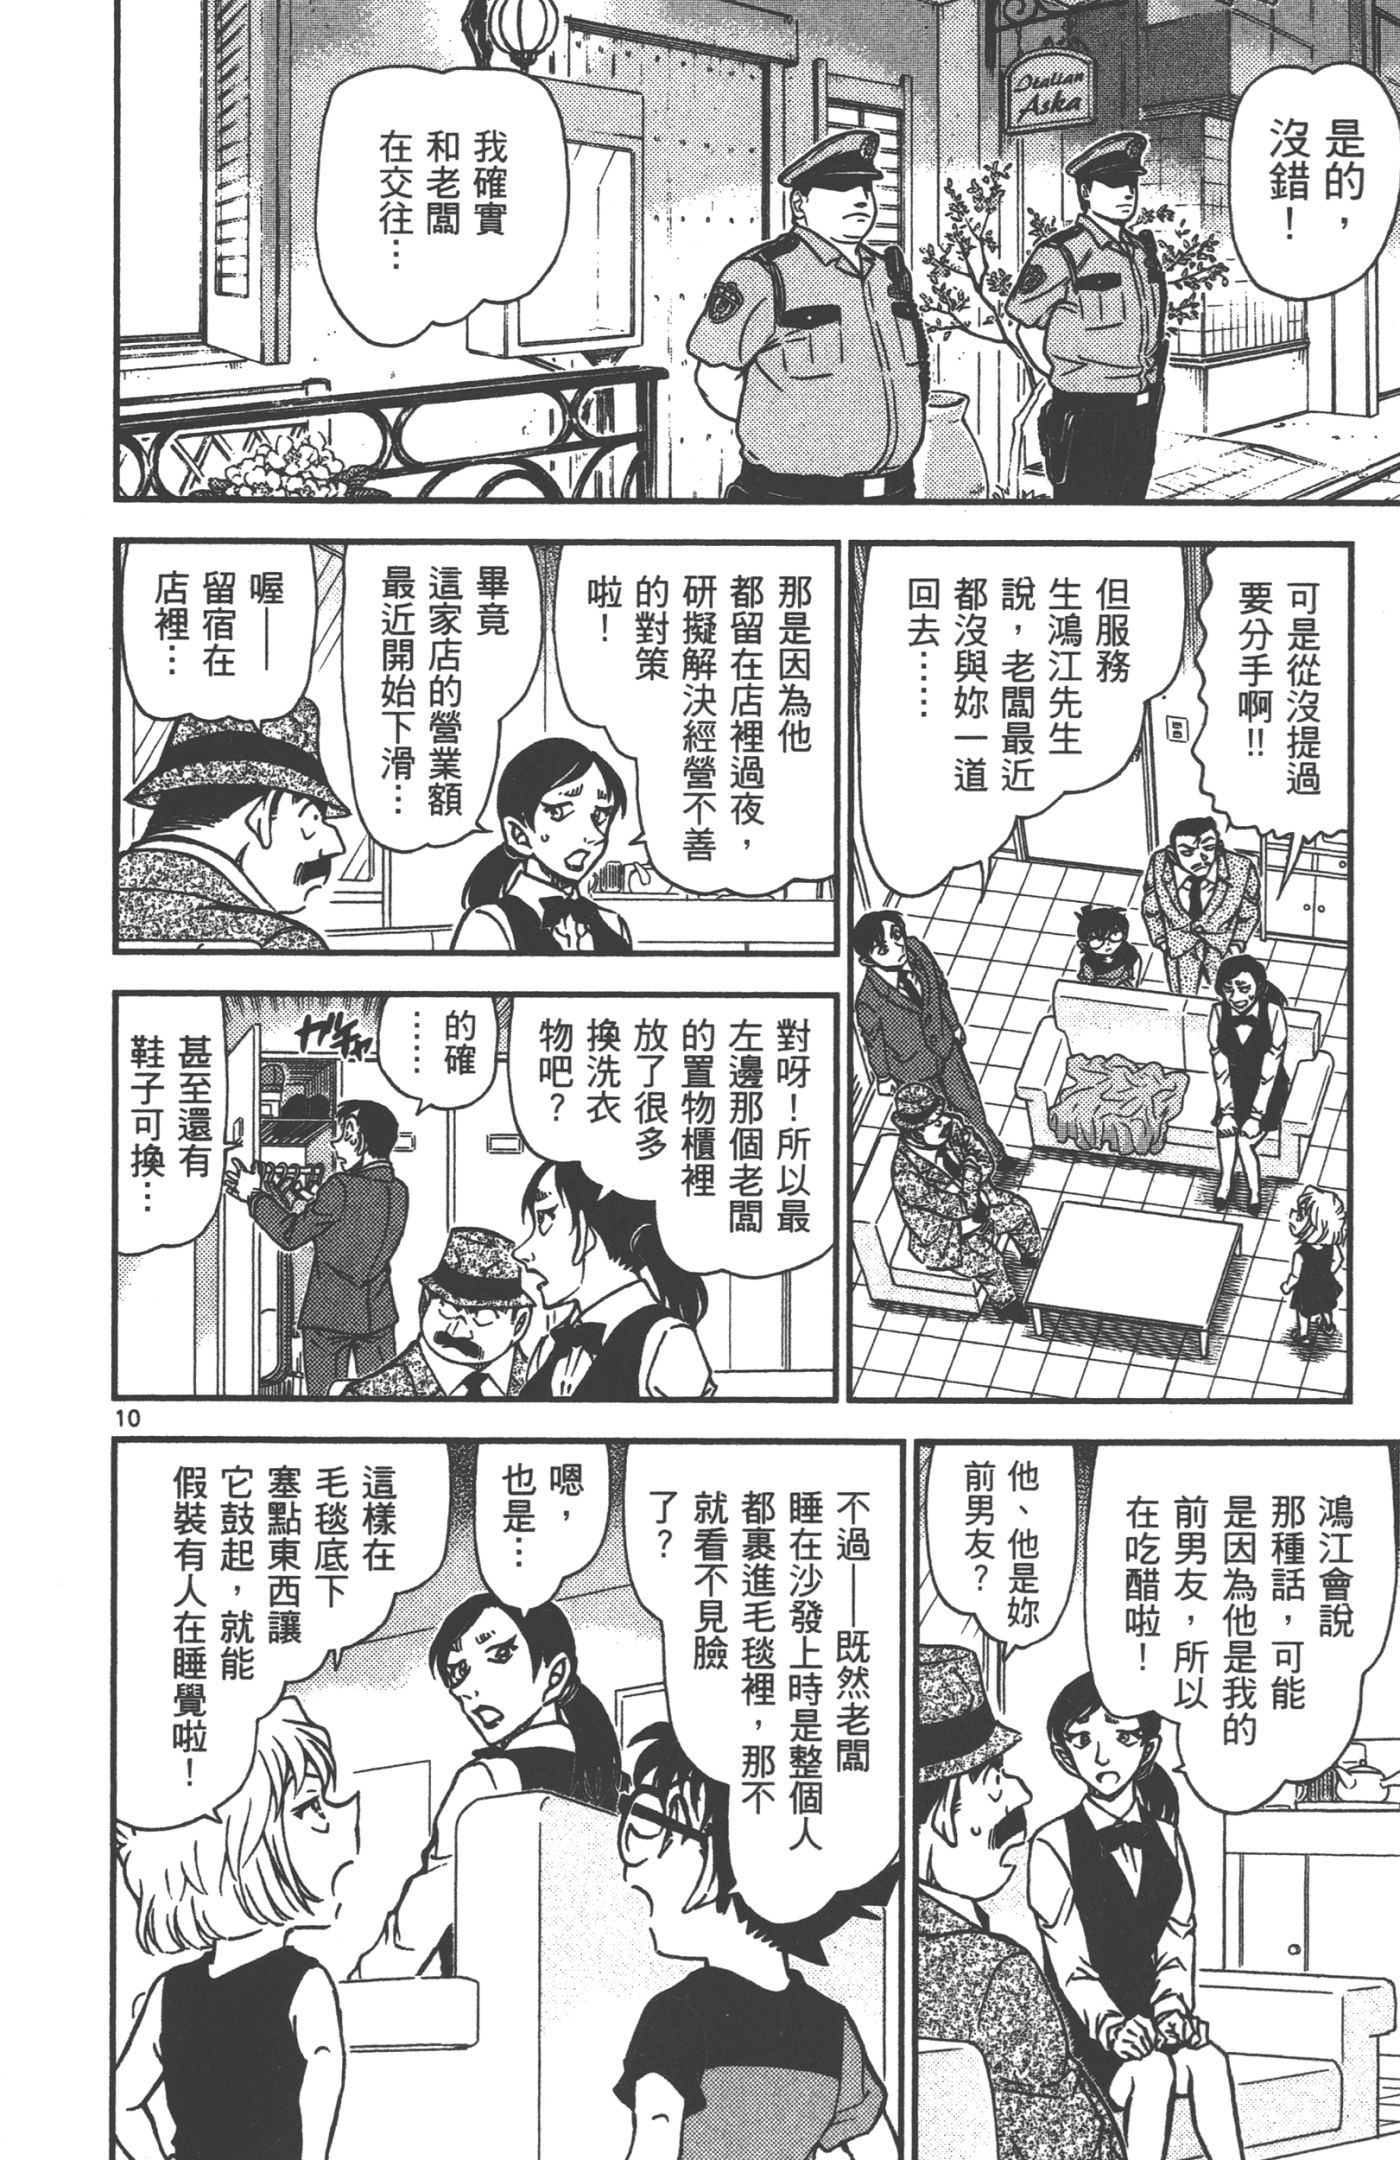 是的，
沒錯！
Italian
Aska
我確實
和老闆
在交往…
可是從沒提過
要分手啊!!
但服務
生鴻江先生
說，老闆最近
都沒與妳一道
回去……
那是因為他
都留在店裡過夜，
研擬解決經營不善
的對策
啦！
畢竟
這家店的營業額
最近開始下滑…
喔──
留宿在
店裡…
對呀！所以最
左邊那個老闆
的置物櫃裡
放了很多
換洗衣
物吧？
的確
……
ガチャ
甚至還有
鞋子可換…
10
鴻江會說
那種話，可能
是因為他是我的
前男友，所以
在吃醋啦！
他、他是妳
前男友？
不過──既然老闆
睡在沙發上時是整個人
都裹進毛毯裡，那不
就看不見臉
了？
嗯，
也是…
這樣在
毛毯底下
塞點東西讓
它鼓起，就能
假裝有人在睡覺啦！